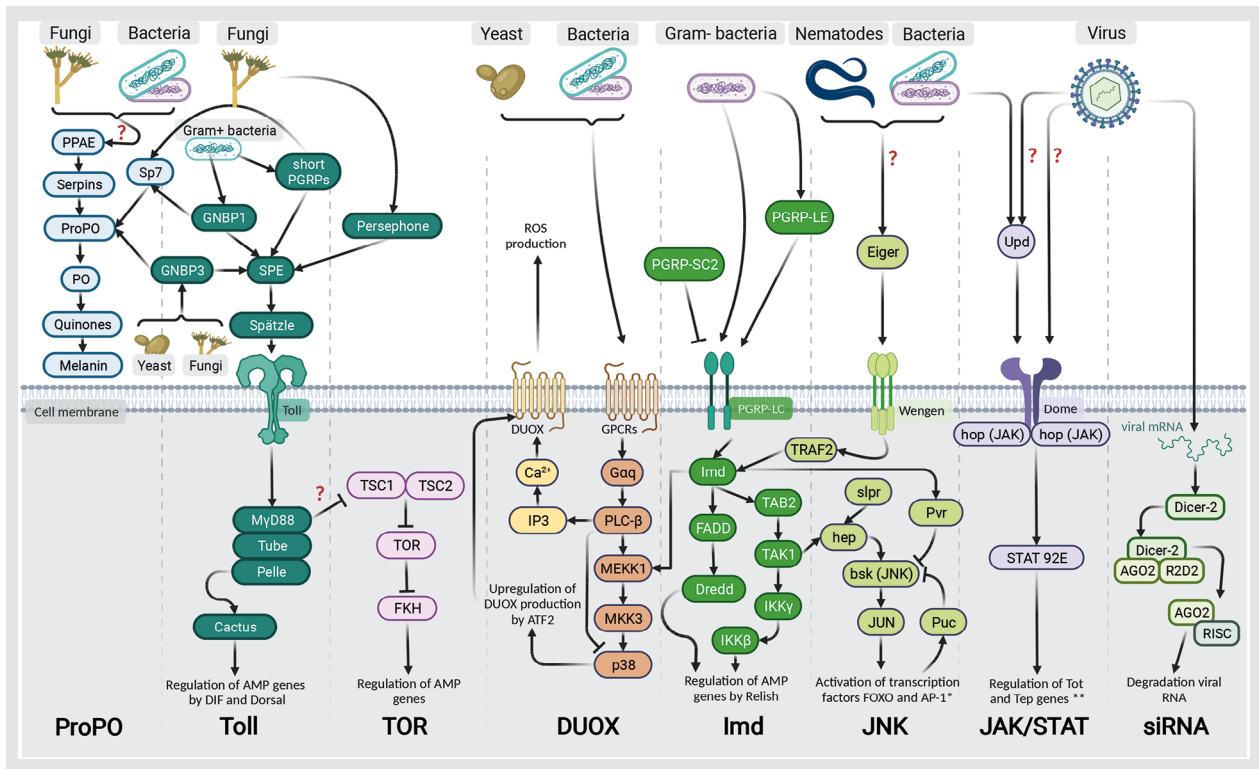 Fungi
Bacteria
Fungi
Yeast
Bacteria
Gram- bacteria
Nematodes
Bacteria
Virus
?
PPAE
Serpins
ProPO
PO
Quinones
Melanin
Gram+ bacteria
Sp7
short
PGRPs
GNBP1
Persephone
GNBP3
SPE
Spätzle
Yeast
Fungi
ROS
production
PGRP-LE
PGRP-SC2
?
Eiger
?
?
Upd
Cell membrane
Toll
DUOX
GPCRs
PGRP-LC
Wengen
Dome
hop (JAK)
hop (JAK)
viral mRNA
?
TSC1
TSC2
TOR
FKH
MyD88
Tube
Pelle
Cactus
Ca²⁺
IP3
Gαq
PLC-β
MEKK1
MKK3
p38
Upregulation of
DUOX production
by ATF2
Imd
FADD
Dredd
TAB2
TAK1
IKKγ
IKKβ
TRAF2
slpr
hep
Pvr
bsk (JNK)
JUN
Puc
STAT 92E
Dicer-2
Dicer-2
AGO2
R2D2
AGO2
RISC
Regulation of AMP genes
by DIF and Dorsal
Regulation of AMP
genes
Regulation of AMP
genes by Relish
Activation of transcription
factors FOXO and AP-1*
Regulation of Tot
and Tep genes **
Degradation viral
RNA
ProPO
Toll
TOR
DUOX
Imd
JNK
JAK/STAT
siRNA